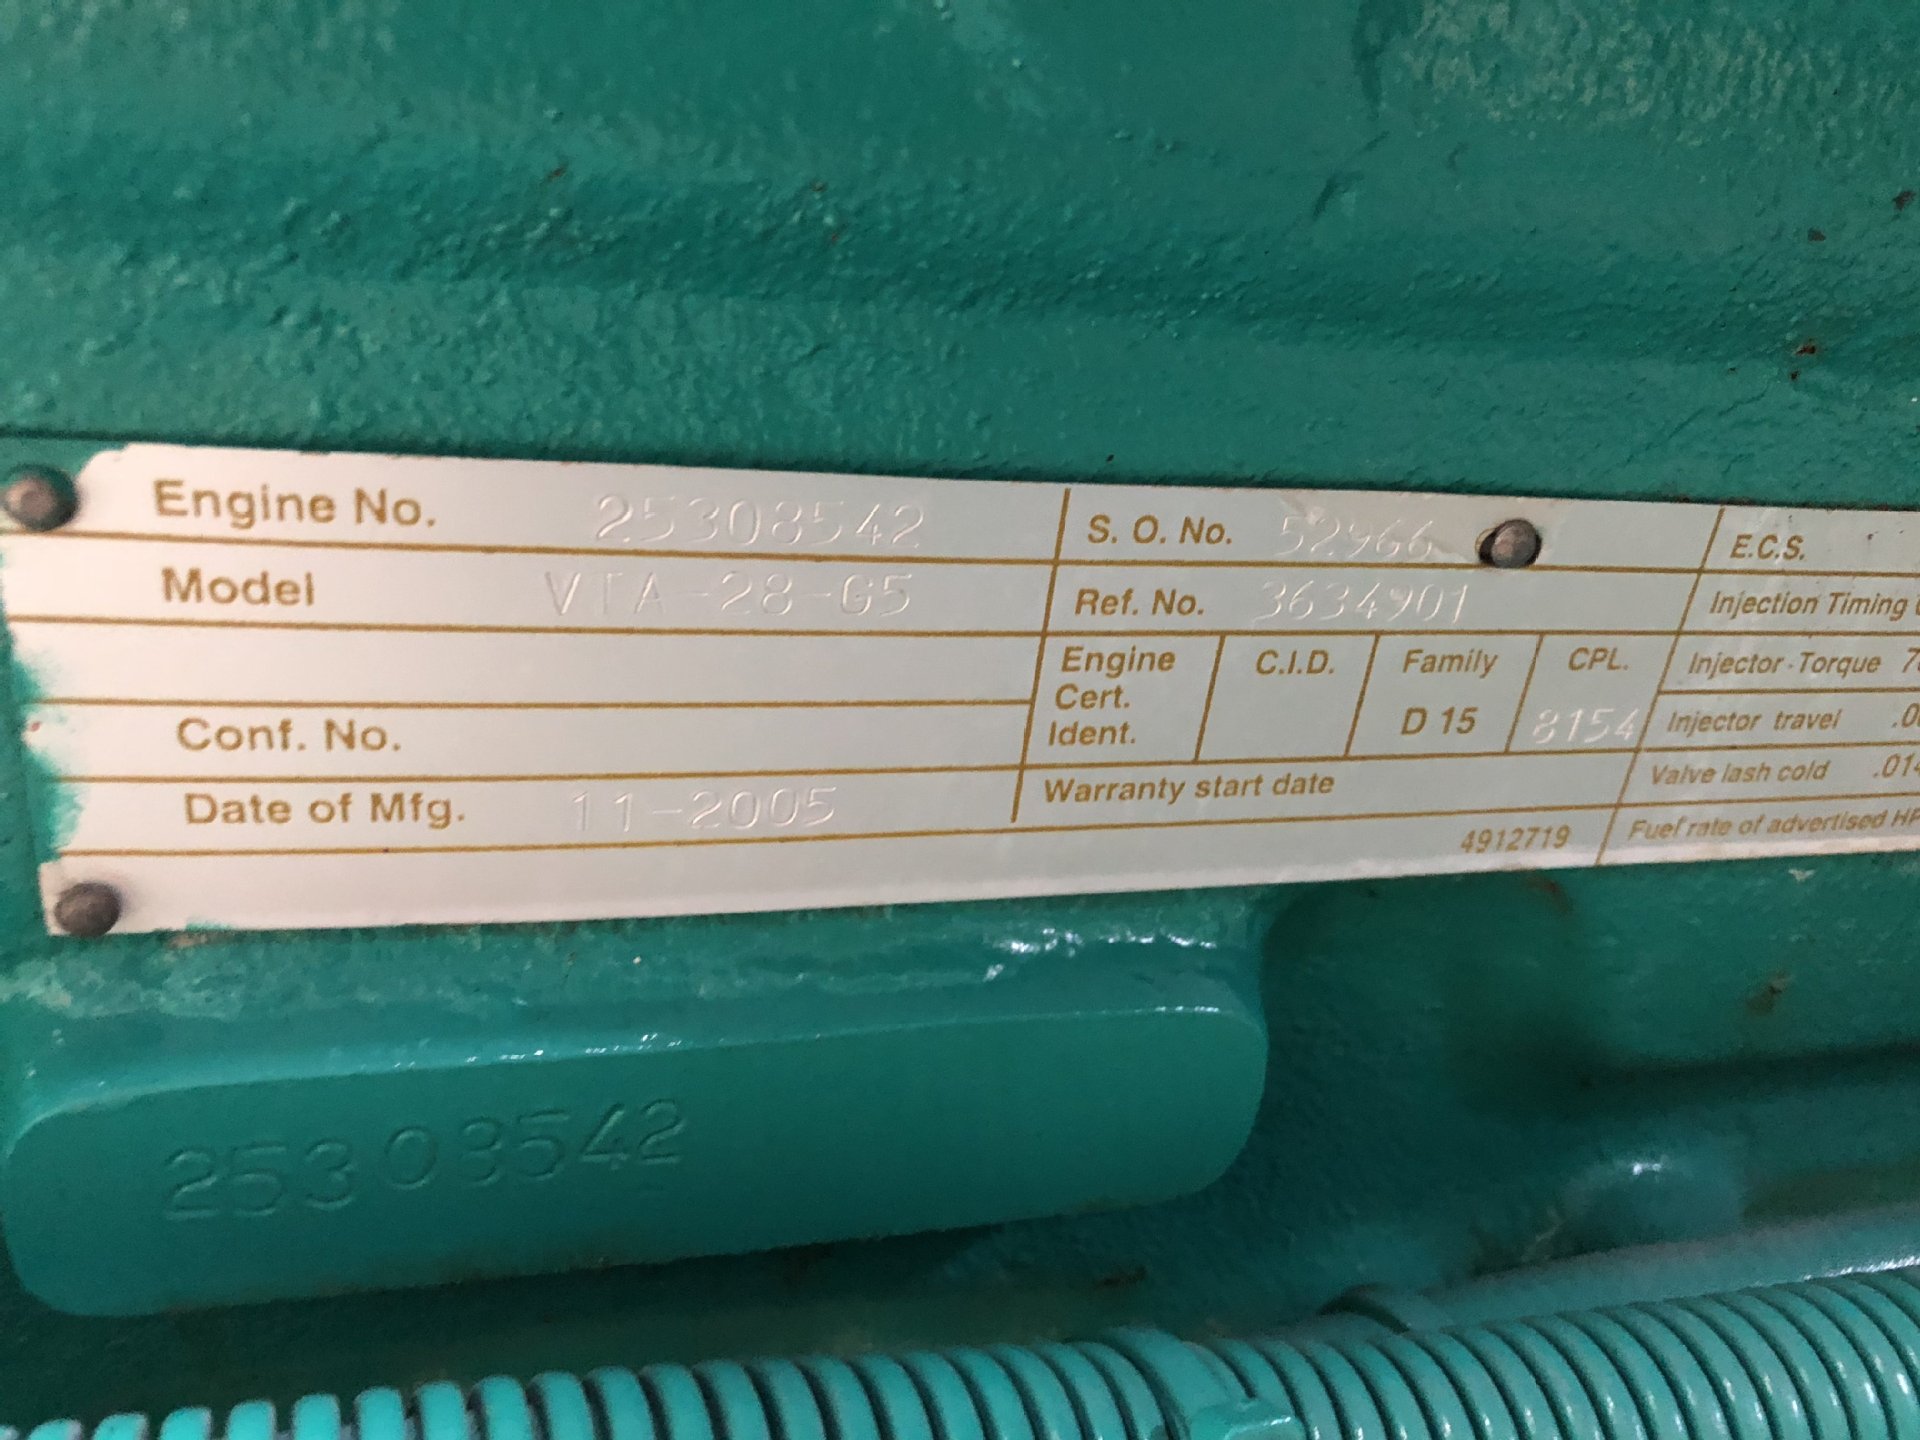 Engine No. 25308542
Model VTA-28-G5
Conf. No.
Date of Mfg. 11-2005
S. O. No. 52966
Ref. No. 3634901
Engine Cert. Ident.
C.I.D.
Family D 15
CPL. 8154
Warranty start date
4912719
E.C.S.
Injection Timing
Injector-Torque
Injector travel
Valve lash cold .014
Fuel rate of advertised HP
25308542